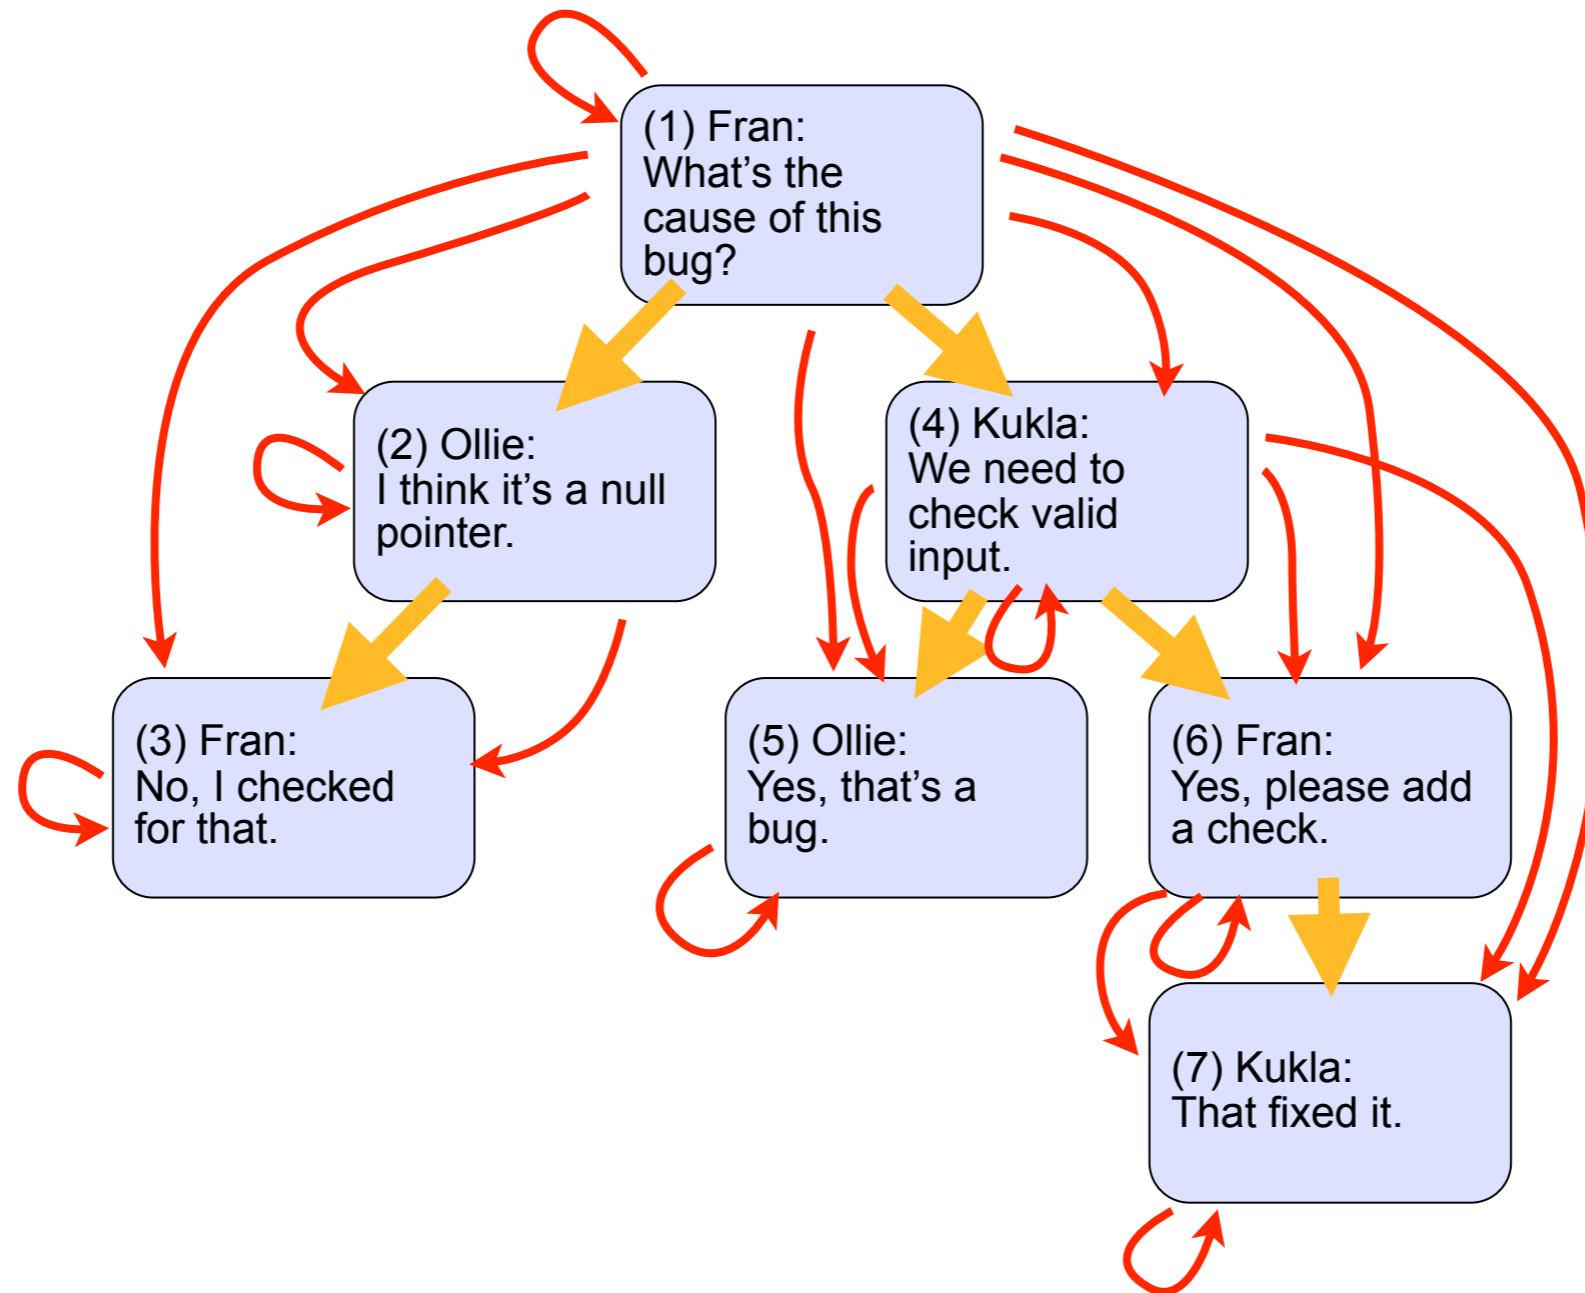 (1) Fran:
What’s the
cause of this
bug?
(2) Ollie:
I think it’s a null
pointer.
(4) Kukla:
We need to
check valid
input.
(3) Fran:
No, I checked
for that.
(5) Ollie:
Yes, that’s a
bug.
(6) Fran:
Yes, please add
a check.
(7) Kukla:
That fixed it.